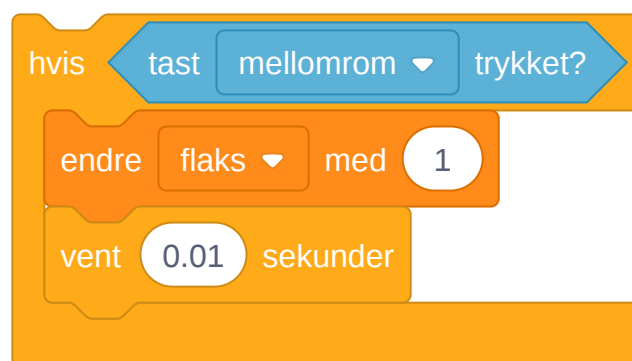 hvis tast mellomrom trykket?
endre flaks med 1
vent 0.01 sekunder